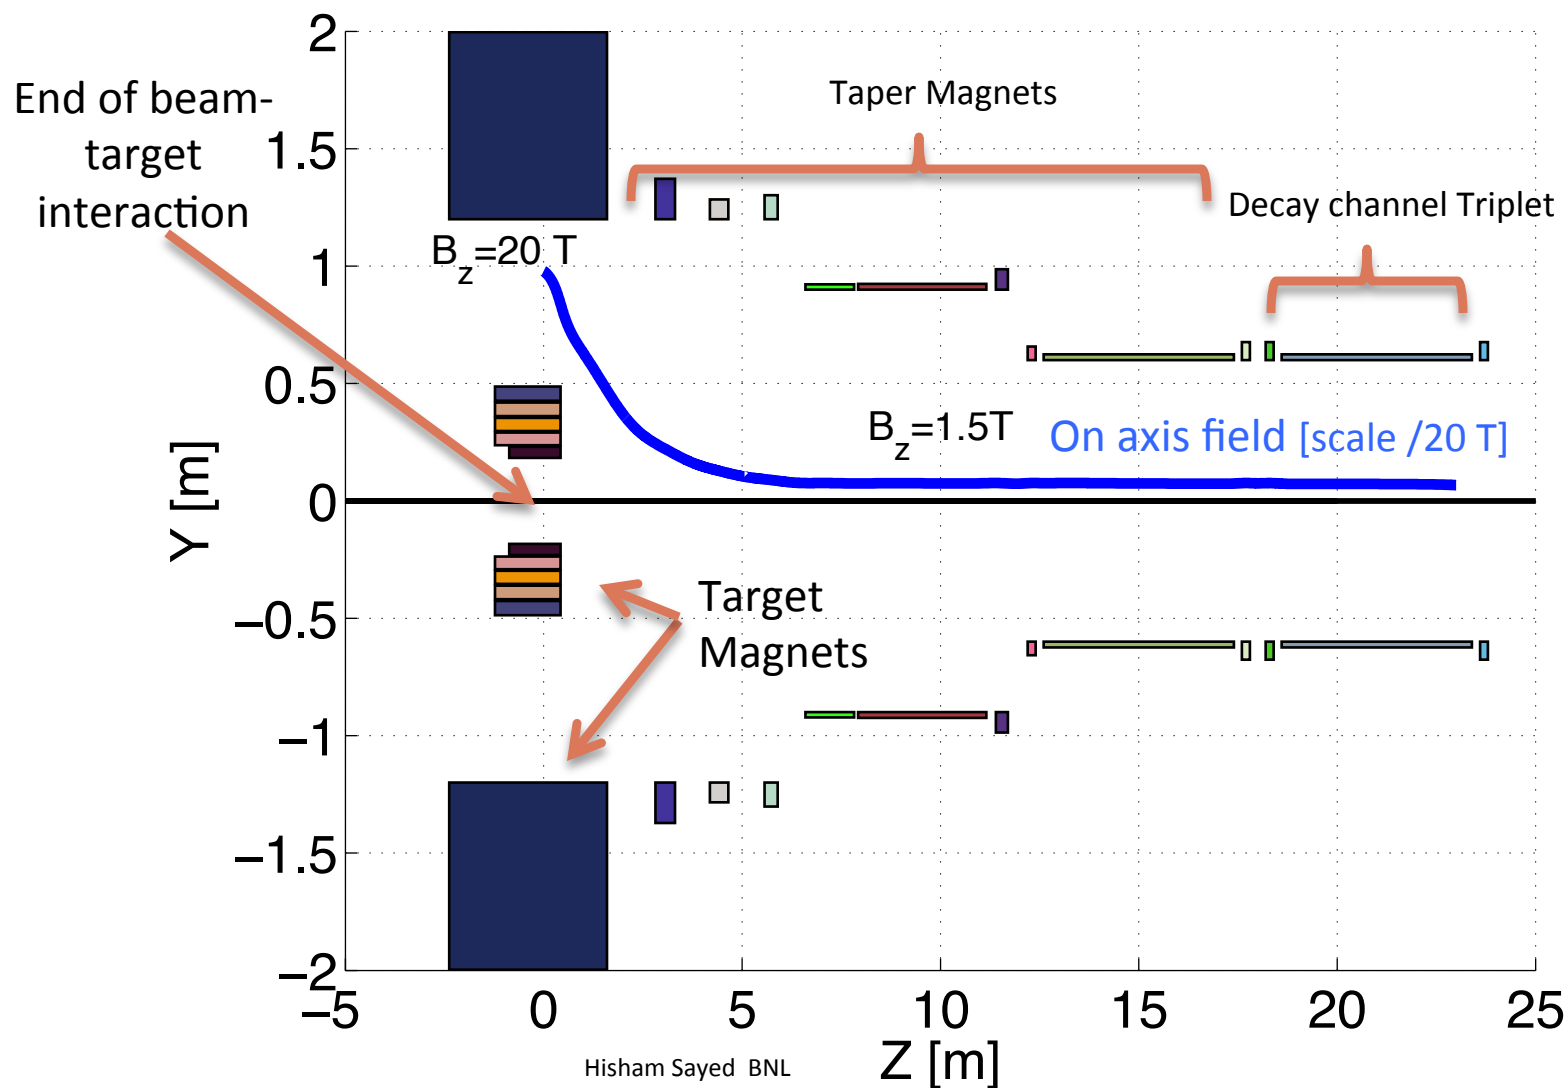 End of beam-
target
interaction
Taper Magnets
Decay channel Triplet
B_z=20 T
B_z=1.5T
On axis field [scale /20 T]
Target
Magnets
Y [m]
2
1.5
1
0.5
0
−0.5
−1
−1.5
−2
−5 0 5 10 15 20 25
Z [m]
Hisham Sayed BNL